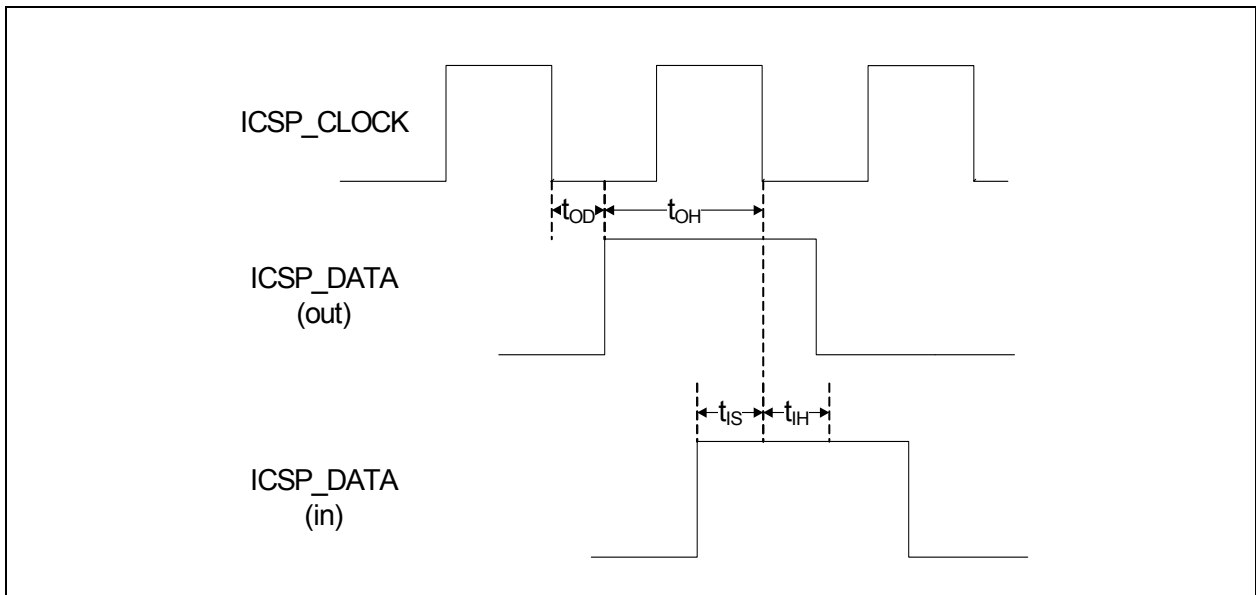 ICSP_CLOCK
tOD
tOH
ICSP_DATA
(out)
tIS
tIH
ICSP_DATA
(in)